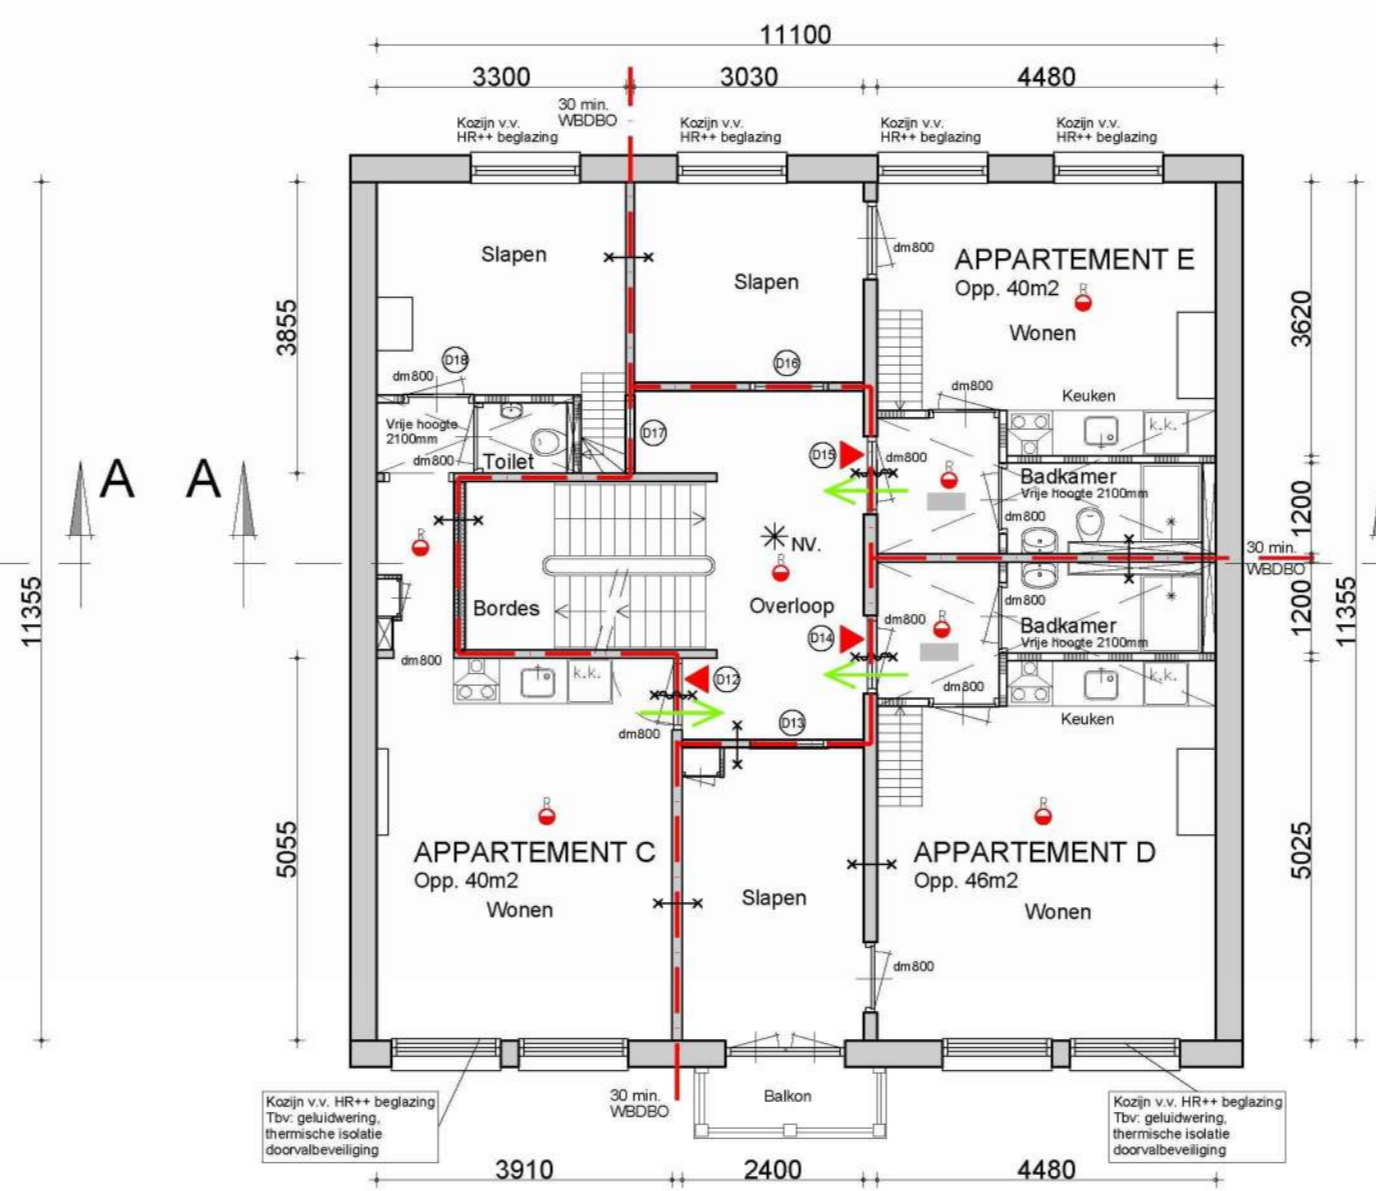 11100
3300
3030
4480
30 min.
WBDBO
Kozijn v.v.
HR++ beglazing
Kozijn v.v.
HR++ beglazing
Kozijn v.v.
HR++ beglazing
Kozijn v.v.
HR++ beglazing
Slapen
Slapen
dm800
APPARTEMENT E
Opp. 40m2
R
Wonen
3855
3620
D18
D16
dm800
dm800
Keuken
Vrije hoogte
2100mm
D17
k.k.
dm800
Toilet
D15
dm800
R
Badkamer
Vrije hoogte 2100mm
A
A
1200
dm800
R
NV.
R
30 min.
WBDBO
11355
Bordes
Overloop
dm800
R
dm800
1200
11355
D14
Badkamer
Vrije hoogte 2100mm
dm800
k.k.
D12
dm800
k.k.
Keuken
dm800
D13
R
R
5055
5025
APPARTEMENT C
Opp. 40m2
Wonen
APPARTEMENT D
Opp. 46m2
Wonen
Slapen
dm800
Kozijn v.v. HR++ beglazing
Tbv: geluidwering,
thermische isolatie
doorvalbeveiliging
30 min.
WBDBO
Balkon
Kozijn v.v. HR++ beglazing
Tbv: geluidwering,
thermische isolatie
doorvalbeveiliging
3910
2400
4480